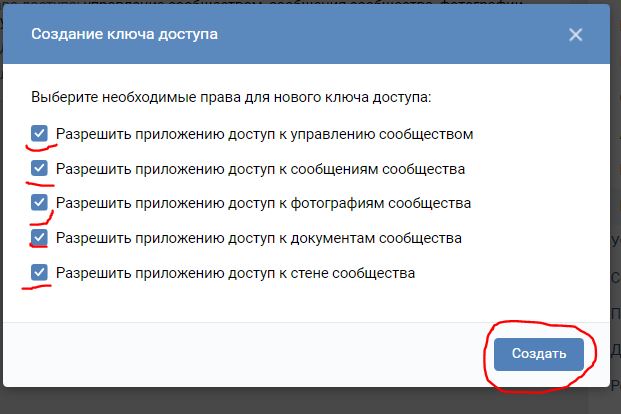 Создание ключа доступа
Выберите необходимые права для нового ключа доступа:
Разрешить приложению доступ к управлению сообществом
Разрешить приложению доступ к сообщениям сообщества
Разрешить приложению доступ к фотографиям сообщества
Разрешить приложению доступ к документам сообщества
Разрешить приложению доступ к стене сообщества
Создать